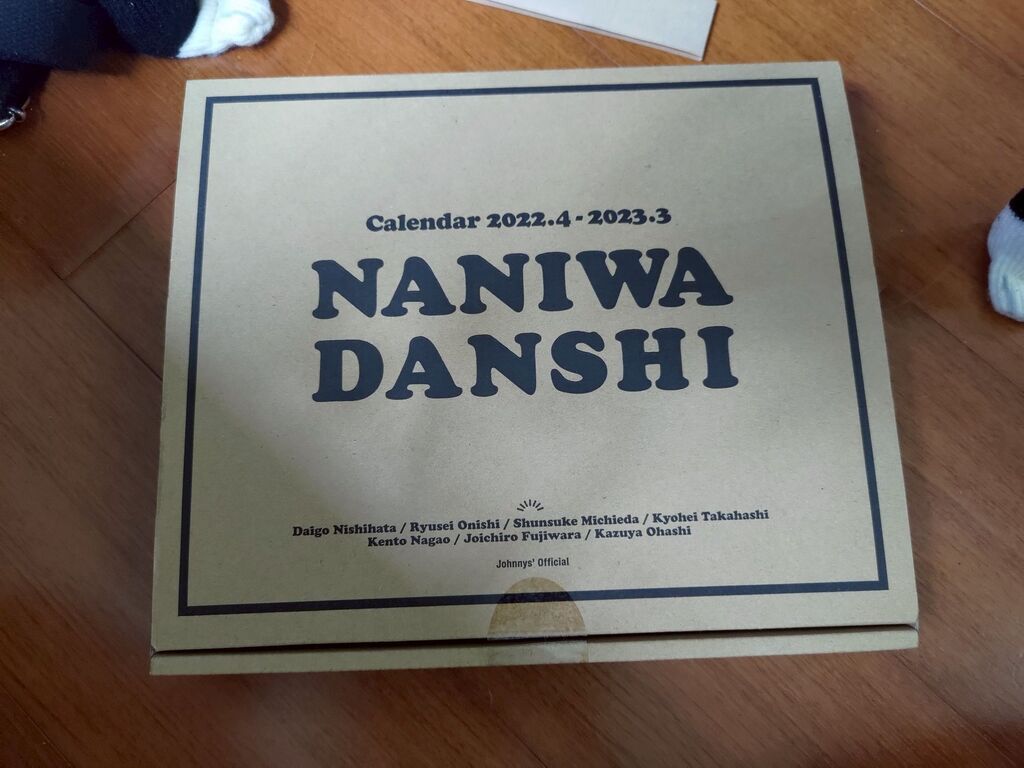 Calendar 2022.4-2023.3
NANIWA
DANSHI
Daigo Nishihata / Ryusei Onishi / Shunsuke Michieda / Kyohei Takahashi
Kento Nagao / Joichiro Fujiwara / Kazuya Ohashi
Johnnys' Official